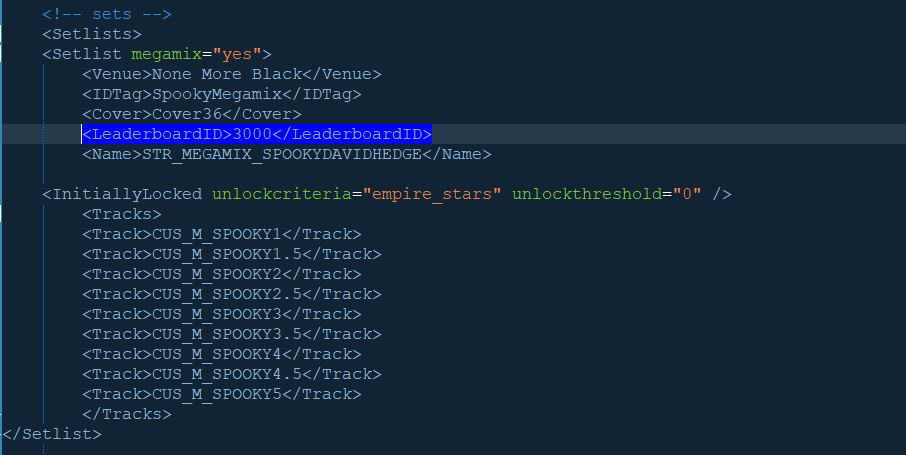 <!-- sets -->
<Setlists>
<Setlist megamix="yes">
<Venue>None More Black</Venue>
<IDTag>SpookyMegamix</IDTag>
<Cover>Cover36</Cover>
<LeaderboardID>3000</LeaderboardID>
<Name>STR_MEGAMIX_SPOOKYDAVIDHEDGE</Name>
<InitiallyLocked unlockcriteria="empire_stars" unlockthreshold="0" />
<Tracks>
<Track>CUS_M_SPOOKY1</Track>
<Track>CUS_M_SPOOKY1.5</Track>
<Track>CUS_M_SPOOKY2</Track>
<Track>CUS_M_SPOOKY2.5</Track>
<Track>CUS_M_SPOOKY3</Track>
<Track>CUS_M_SPOOKY3.5</Track>
<Track>CUS_M_SPOOKY4</Track>
<Track>CUS_M_SPOOKY4.5</Track>
<Track>CUS_M_SPOOKY5</Track>
</Tracks>
</Setlist>